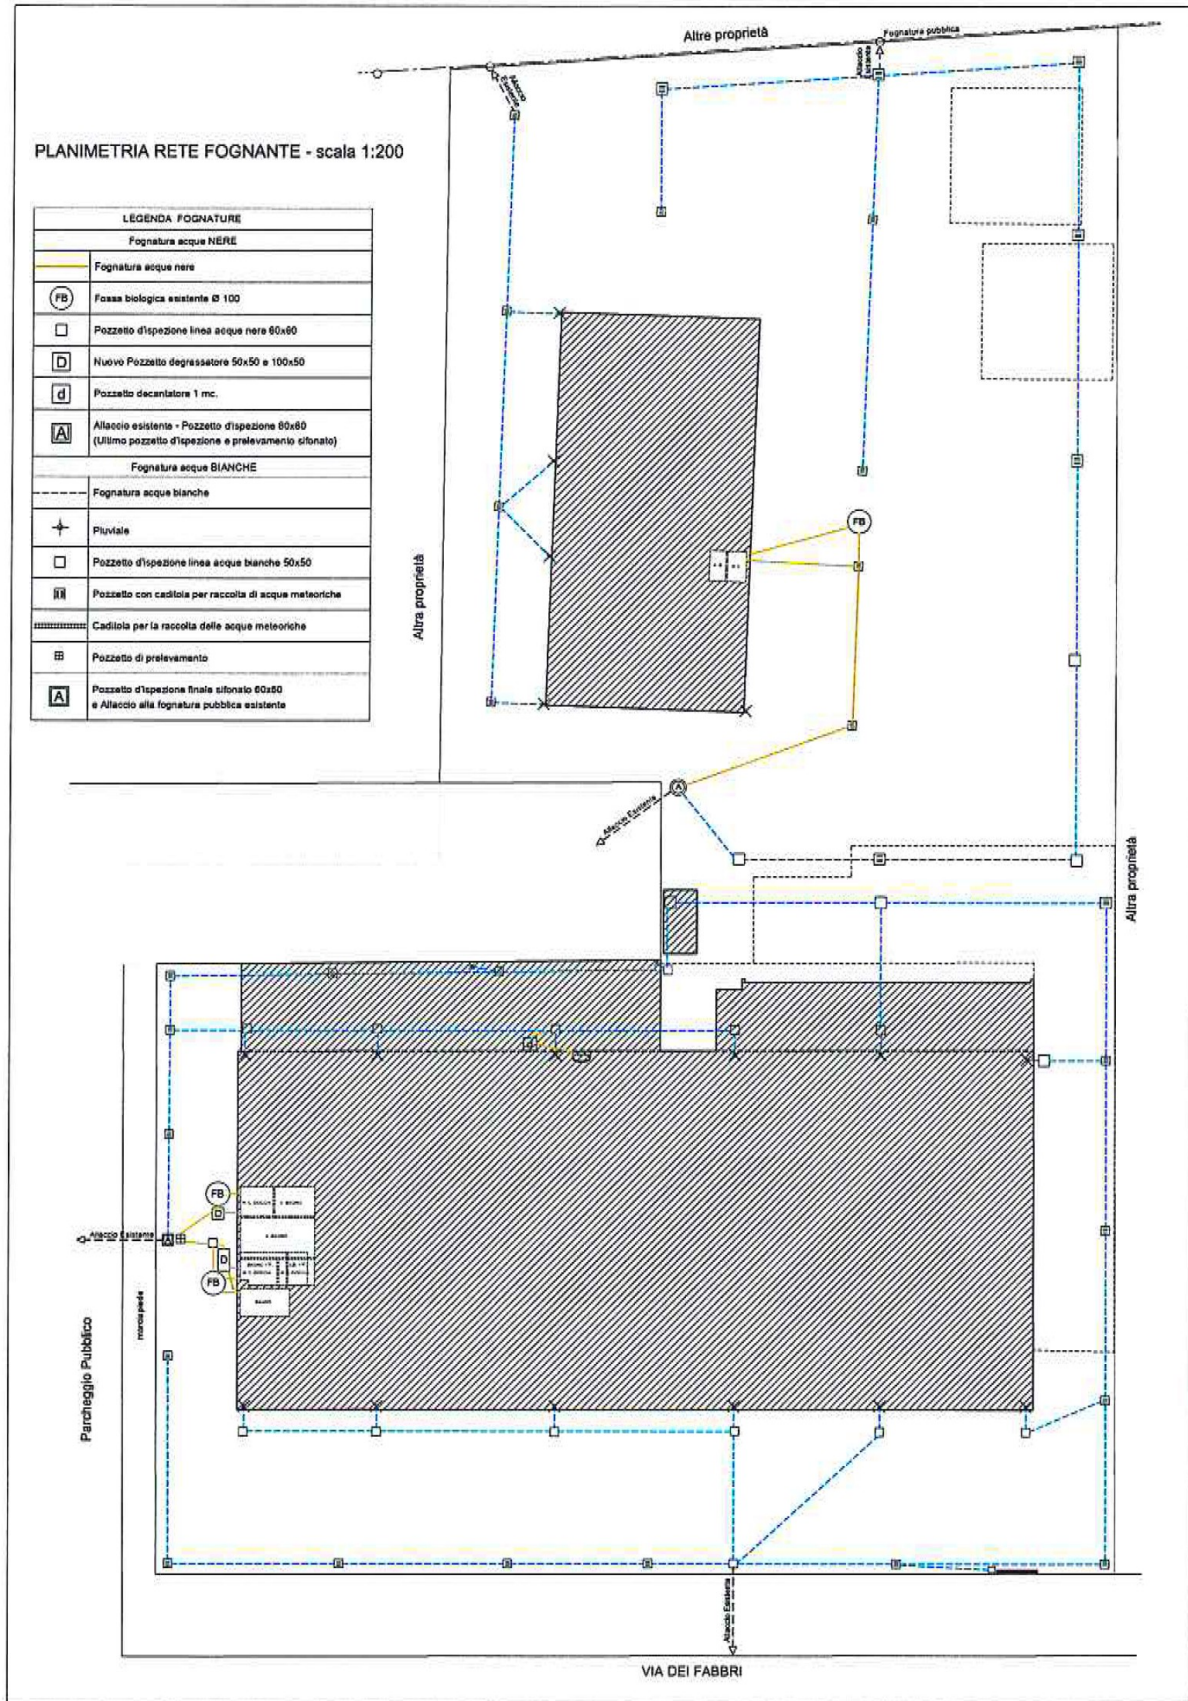 Altre proprietà
Fognatura pubblica
Allaccio
Esistente
Allaccio
Esistente
PLANIMETRIA RETE FOGNANTE - scala 1:200
LEGENDA FOGNATURE
Fognatura acque NERE
Fognatura acque nere
FB
Fossa biologica esistente Ø 100
Pozzetto d'ispezione linea acque nere 60x60
D
Nuovo Pozzetto degrassatore 50x50 e 100x50
d
Pozzetto decantatore 1 mc.
A
Allaccio esistente - Pozzetto d'ispezione 80x80
(Ultimo pozzetto d'ispezione e prelevamento sifonato)
Fognatura acque BIANCHE
Fognatura acque bianche
Pluviale
Pozzetto d'ispezione linea acque bianche 50x50
Pozzetto con caditoia per raccolta di acque meteoriche
Caditoia per la raccolta delle acque meteoriche
Pozzetto di prelevamento
A
Pozzetto d'ispezione finale sifonato 60x60
e Allaccio alla fognatura pubblica esistente
Altra proprietà
FB
A
Allaccio Esistente
Altra proprietà
FB
D
Allaccio Esistente
A
D
FB
marciapiede
Parcheggio Pubblico
Allaccio Esistente
VIA DEI FABBRI